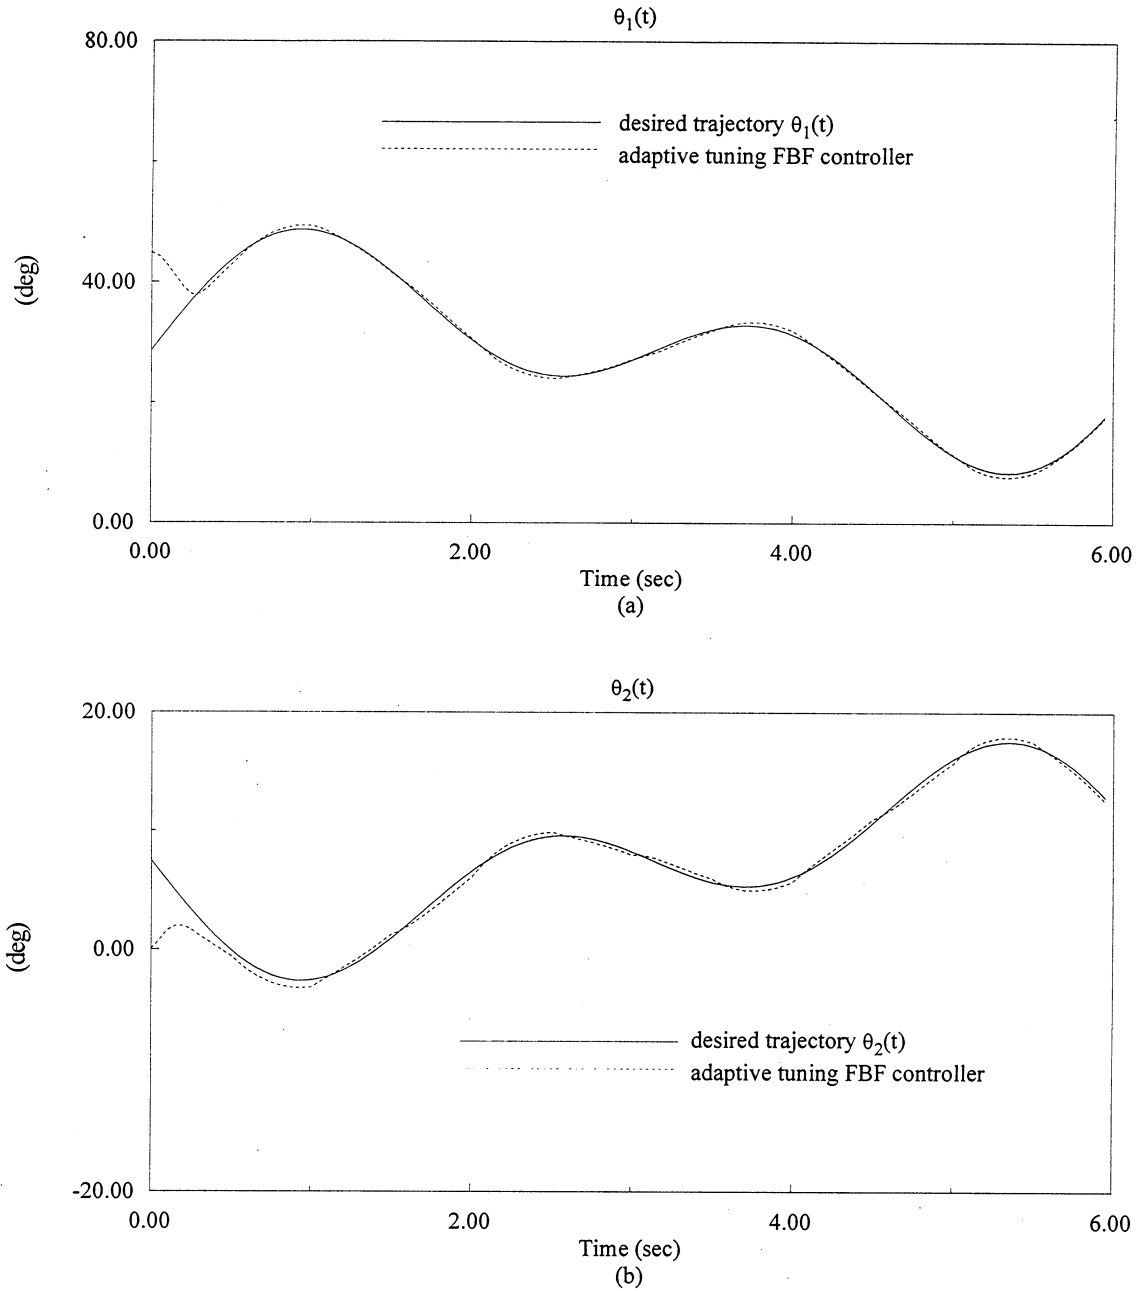 θ₁(t)
80.00
desired trajectory θ₁(t)
adaptive tuning FBF controller
(deg)
40.00
0.00
0.00 2.00 4.00 6.00
Time (sec)
(a)
θ₂(t)
20.00
0.00
(deg)
desired trajectory θ₂(t)
adaptive tuning FBF controller
-20.00
0.00 2.00 4.00 6.00
Time (sec)
(b)